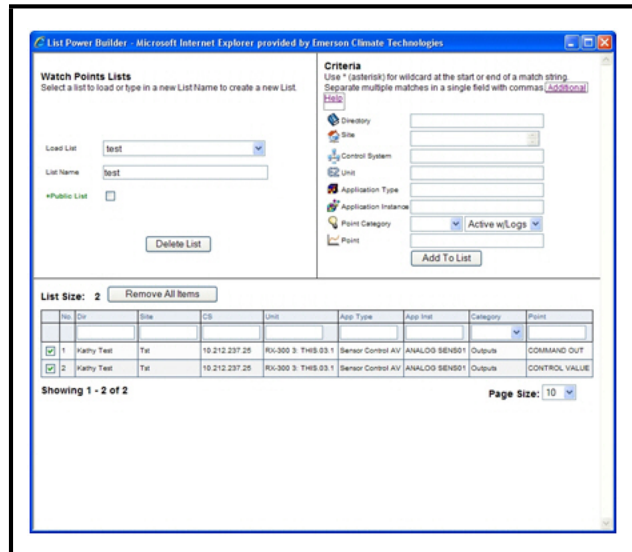 List Power Builder - Microsoft Internet Explorer provided by Emerson Climate Technologies
Watch Points Lists
Select a list to load or type in a new List Name to create a new List.
Load List test
List Name test
+Public List
Delete List
Criteria
Use * (asterisk) for wildcard at the start or end of a match string.
Separate multiple matches in a single field with commas. Additional
Help
Directory
Site
Control System
Unit
Application Type
Application Instance
Point Category Active w/Logs
Point
Add To List
List Size: 2 Remove All Items
No. Dir Site CS Unit App Type App Inst Category Point
1 Kathy Test Tst 10.212.237.25 RX-300 3: THIS.03.1 Sensor Control AV ANALOG SENS01 Outputs COMMAND OUT
2 Kathy Test Tst 10.212.237.25 RX-300 3: THIS.03.1 Sensor Control AV ANALOG SENS01 Outputs CONTROL VALUE
Showing 1 - 2 of 2
Page Size: 10